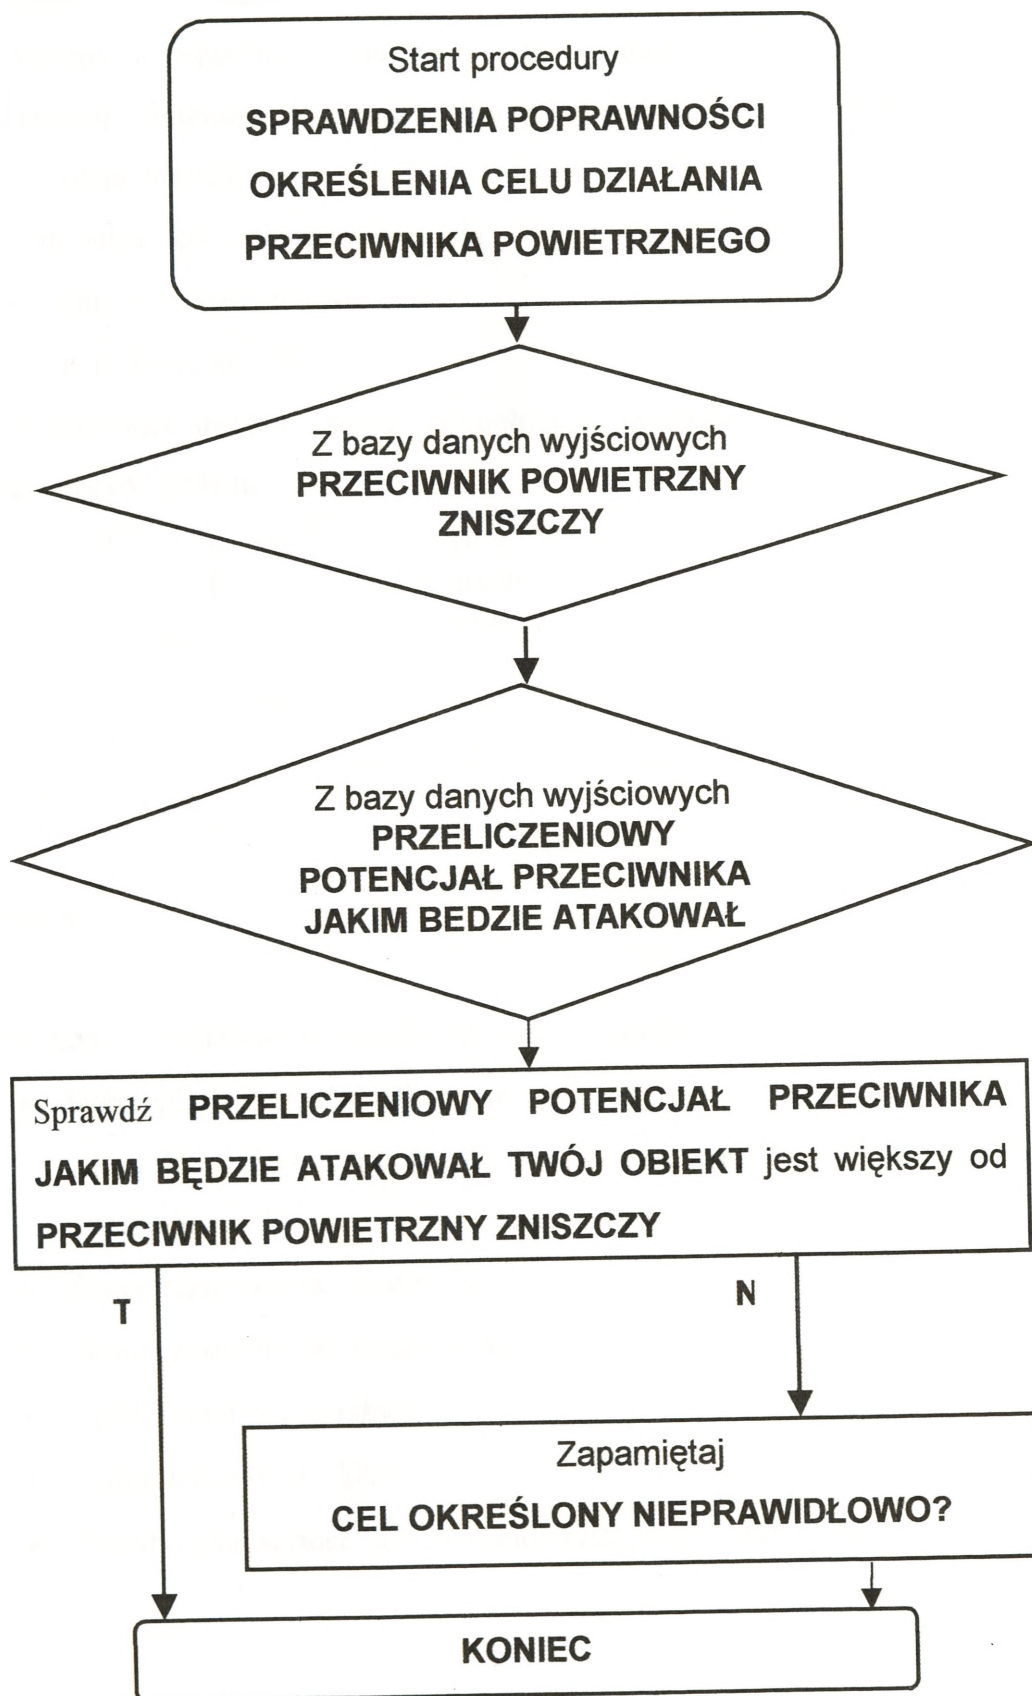 Start procedury
SPRAWDZENIA POPRAWNOŚCI
OKREŚLENIA CELU DZIAŁANIA
PRZECIWNIKA POWIETRZNEGO
Z bazy danych wyjściowych
PRZECIWNIK POWIETRZNY
ZNISZCZY
Z bazy danych wyjściowych
PRZELICZENIOWY
POTENCJAŁ PRZECIWNIKA
JAKIM BEDZIE ATAKOWAŁ
Sprawdź PRZELICZENIOWY POTENCJAŁ PRZECIWNIKA
JAKIM BĘDZIE ATAKOWAŁ TWÓJ OBIEKT jest większy od
PRZECIWNIK POWIETRZNY ZNISZCZY
T
N
Zapamiętaj
CEL OKREŚLONY NIEPRAWIDŁOWO?
KONIEC